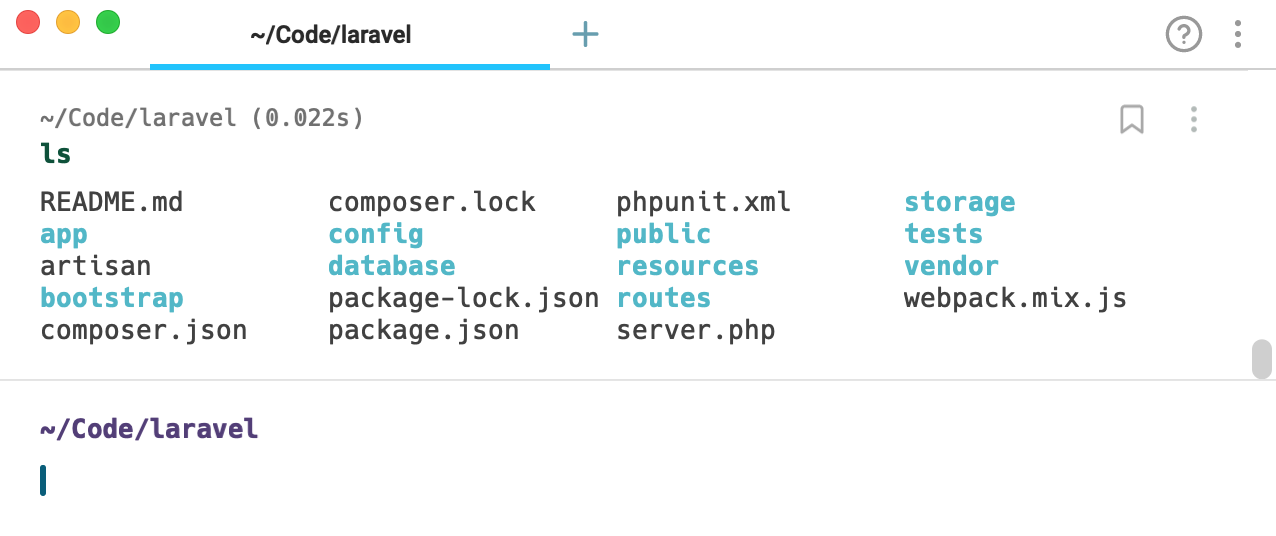 ~/Code/laravel
~/Code/laravel (0.022s)
ls
README.md composer.lock phpunit.xml storage
app config public tests
artisan database resources vendor
bootstrap package-lock.json routes webpack.mix.js
composer.json package.json server.php
~/Code/laravel